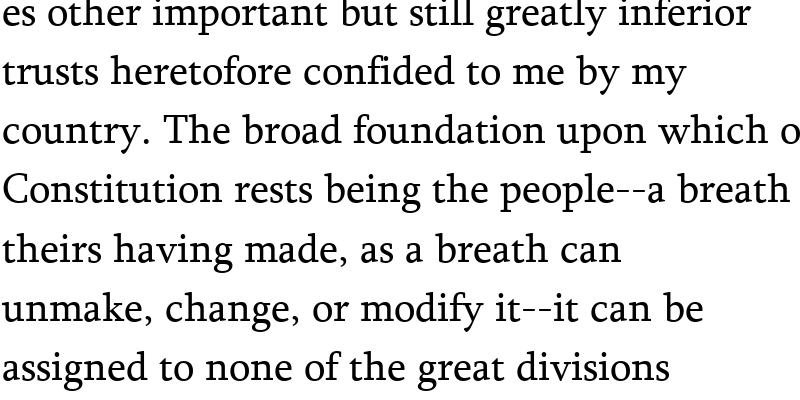 es other important but still greatly inferior
trusts heretofore confided to me by my
country. The broad foundation upon which o
Constitution rests being the people--a breath
theirs having made, as a breath can
unmake, change, or modify it--it can be
assigned to none of the great divisions